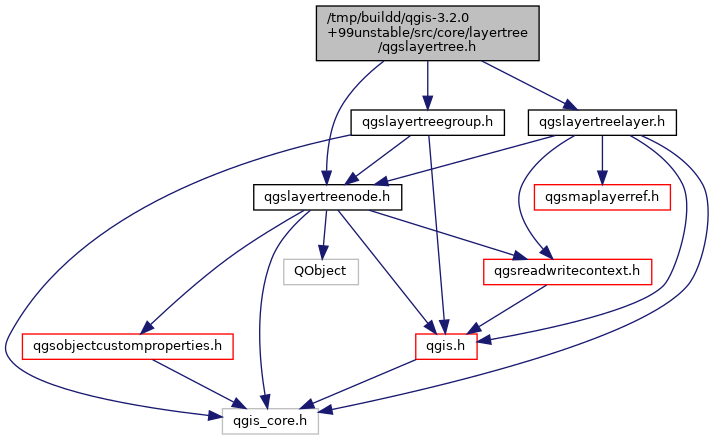 /tmp/buildd/qgis-3.2.0
+99unstable/src/core/layertree
/qgslayertree.h
qgslayertreegroup.h
qgslayertreelayer.h
qgslayertreenode.h
qgsmaplayerref.h
QObject
qgsreadwritecontext.h
qgsobjectcustomproperties.h
qgis.h
qgis_core.h